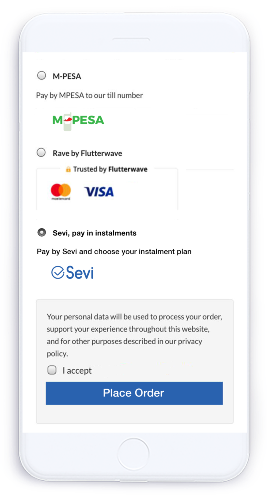 M-PESA
Pay by MPESA to our till number
M-PESA
Rave by Flutterwave
Trusted by Flutterwave
mastercard
VISA
Sevi, pay in instalments
Pay by Sevi and choose your instalment plan
Sevi
Your personal data will be used to process your order,
support your experience throughout this website,
and for other purposes described in our privacy
policy.
I accept
Place Order